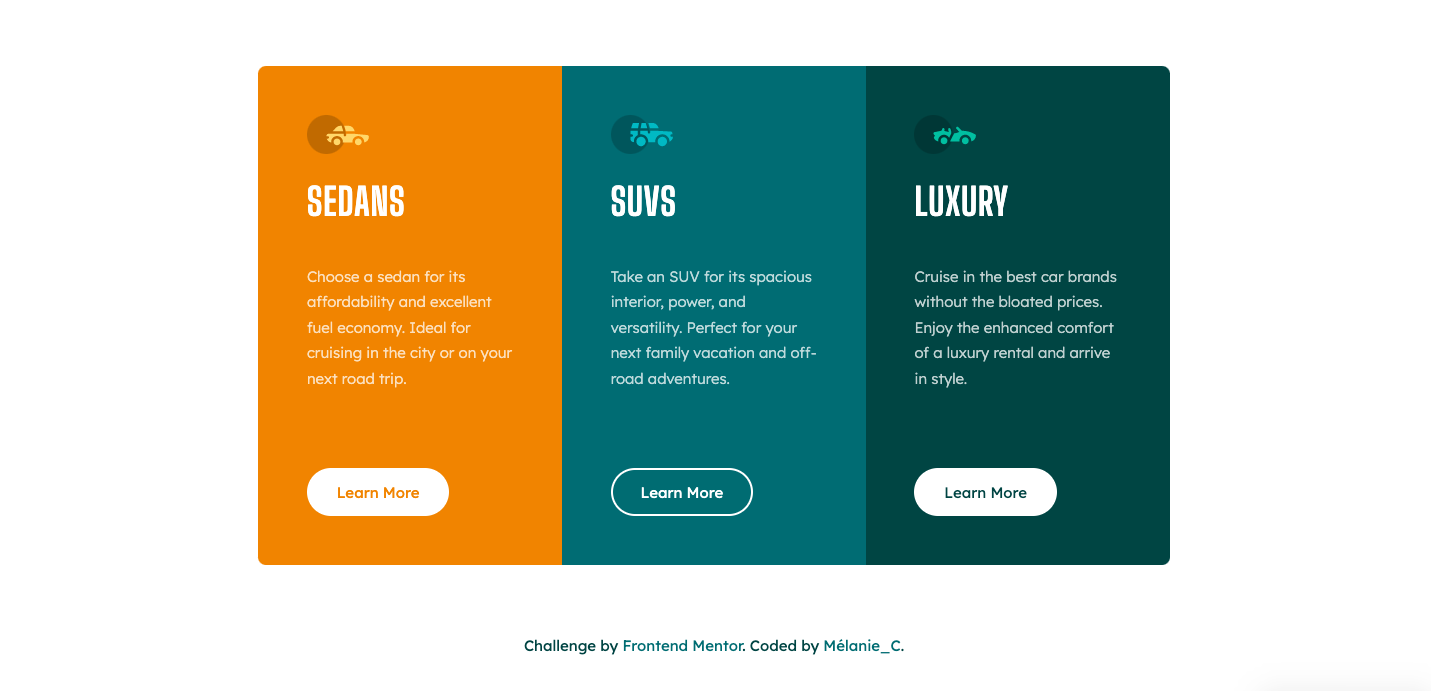 SEDANS
Choose a sedan for its
affordability and excellent
fuel economy. Ideal for
cruising in the city or on your
next road trip.
Learn More
SUVS
Take an SUV for its spacious
interior, power, and
versatility. Perfect for your
next family vacation and off-
road adventures.
Learn More
LUXURY
Cruise in the best car brands
without the bloated prices.
Enjoy the enhanced comfort
of a luxury rental and arrive
in style.
Learn More
Challenge by Frontend Mentor. Coded by Mélanie_C.